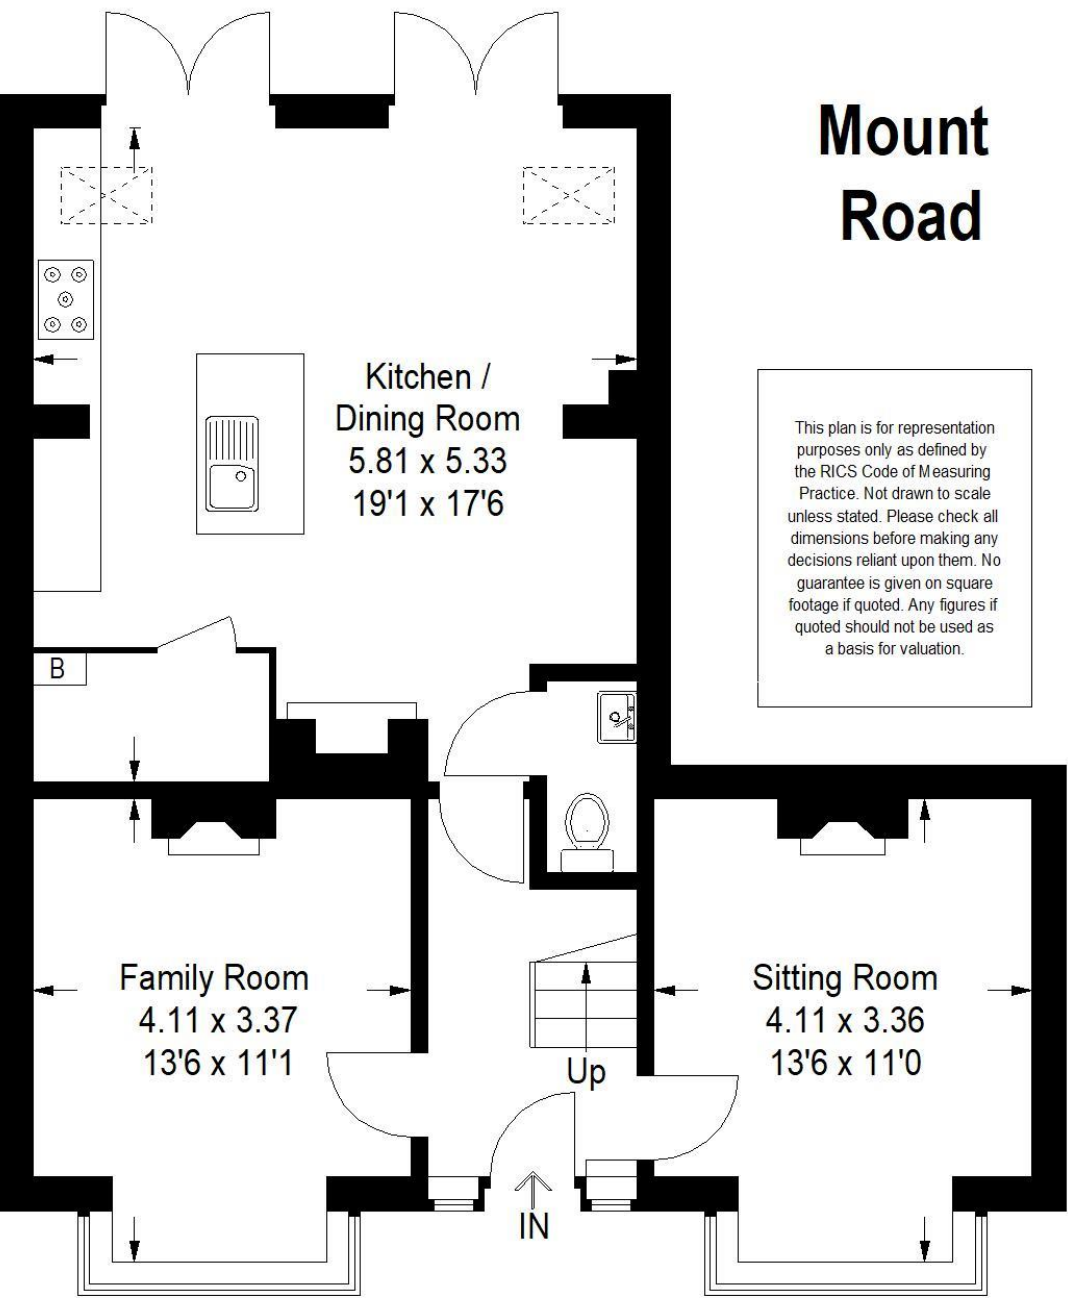 Mount
Road
Kitchen /
Dining Room
5.81 x 5.33
19'1 x 17'6
This plan is for representation
purposes only as defined by
the RICS Code of Measuring
Practice. Not drawn to scale
unless stated. Please check all
dimensions before making any
decisions reliant upon them. No
guarantee is given on square
footage if quoted. Any figures if
quoted should not be used as
a basis for valuation.
B
Family Room
4.11 x 3.37
13'6 x 11'1
Sitting Room
4.11 x 3.36
13'6 x 11'0
Up
IN